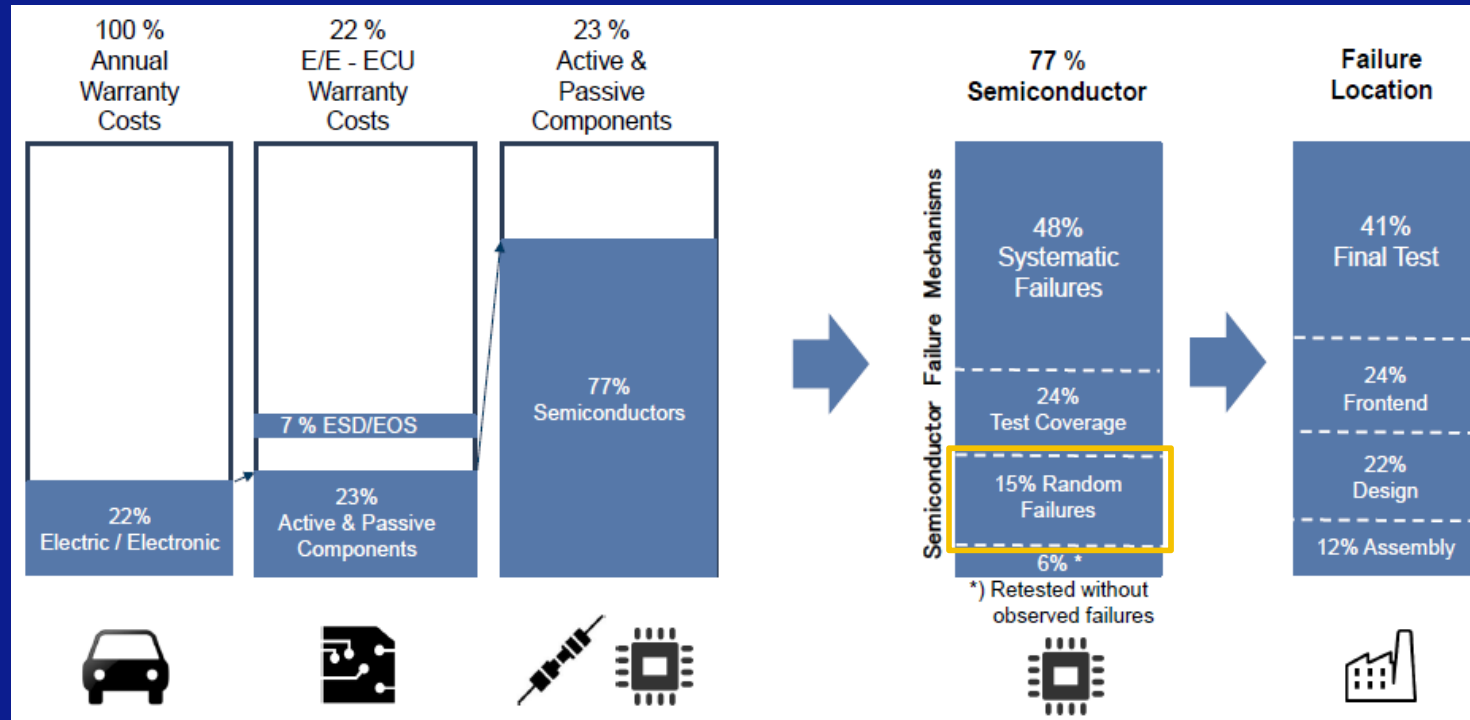 100 %
Annual
Warranty
Costs
22 %
E/E - ECU
Warranty
Costs
23 %
Active &
Passive
Components
77 %
Semiconductor
Failure
Location
22%
Electric / Electronic
7 % ESD/EOS
23%
Active & Passive
Components
77%
Semiconductors
Semiconductor Failure Mechanisms
48%
Systematic
Failures
24%
Test Coverage
15% Random
Failures
6% *
*) Retested without
observed failures
41%
Final Test
24%
Frontend
22%
Design
12% Assembly